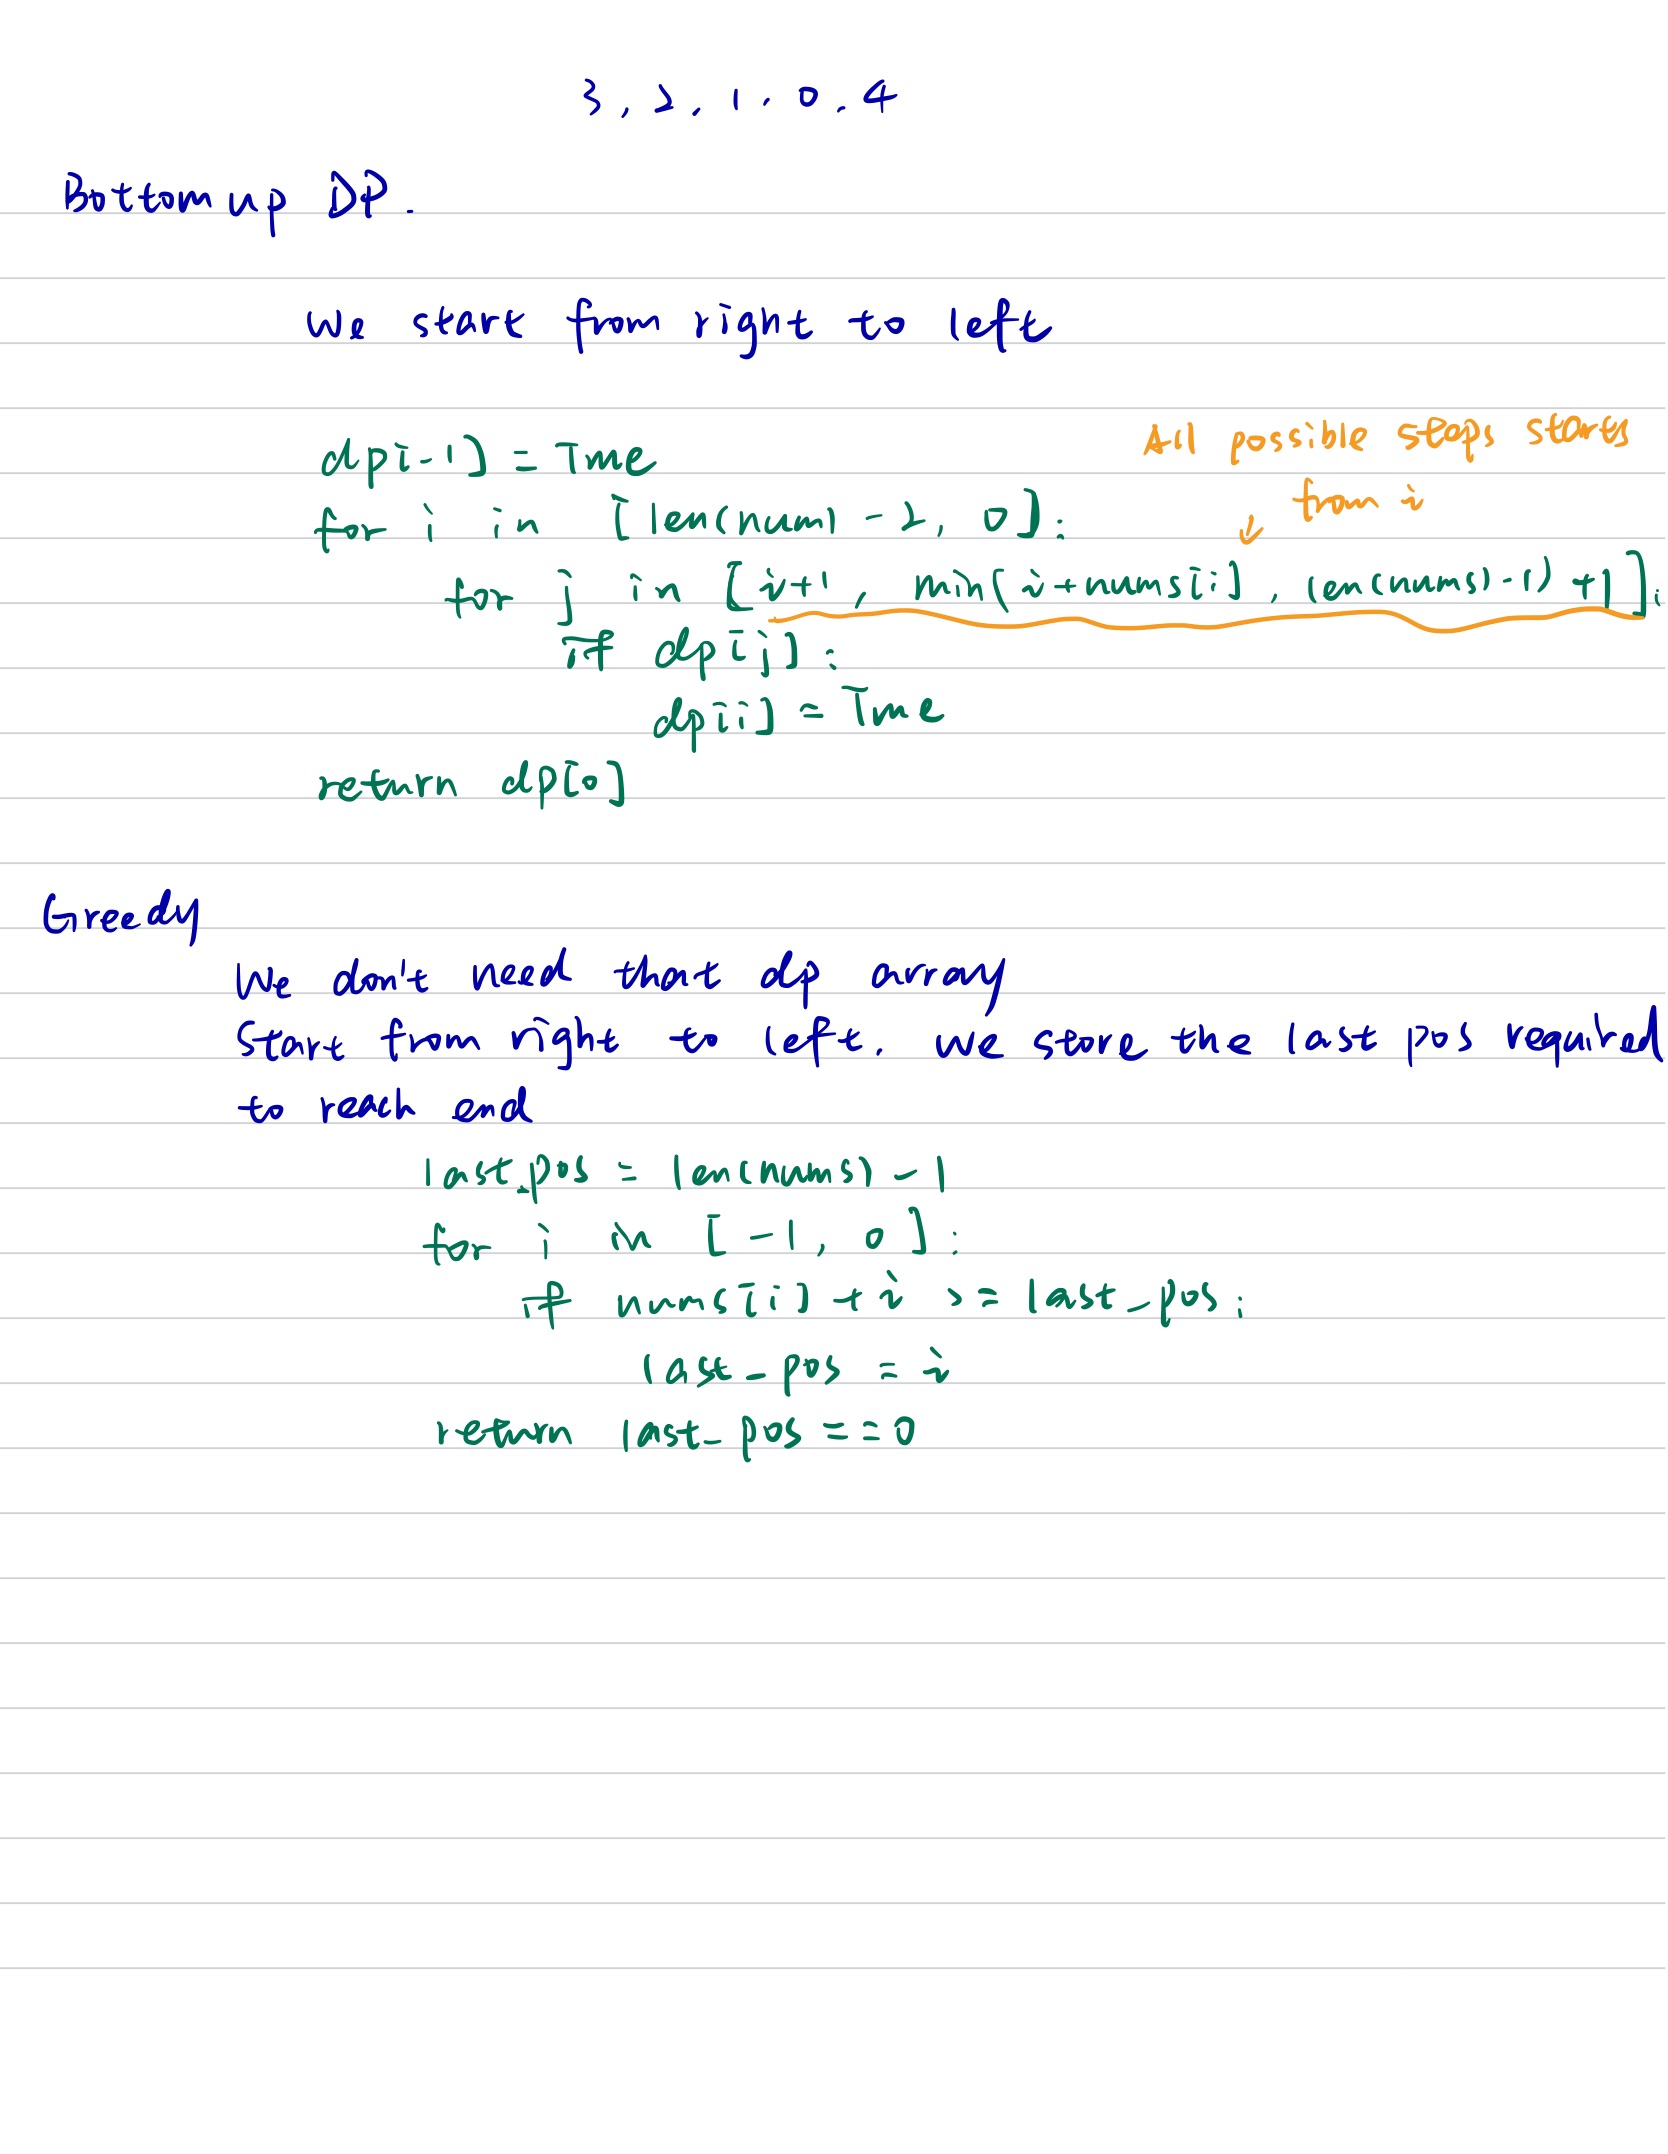 3, 2, 1, 0, 4
Bottom up DP.
We start from right to left
All possible steps starts
from i
dp[-1] = True
for i in [len(num) - 2, 0]:
for j in [i+1, min(i+nums[i], len(nums)-1)+1]:
if dp[j]:
dp[i] = True
return dp[0]
Greedy
We don't need that dp array
Start from right to left. we store the last pos required
to reach end
last_pos = len(nums) - 1
for i in [-1, 0]:
if nums[i] + i >= last_pos:
last_pos = i
return last_pos == 0